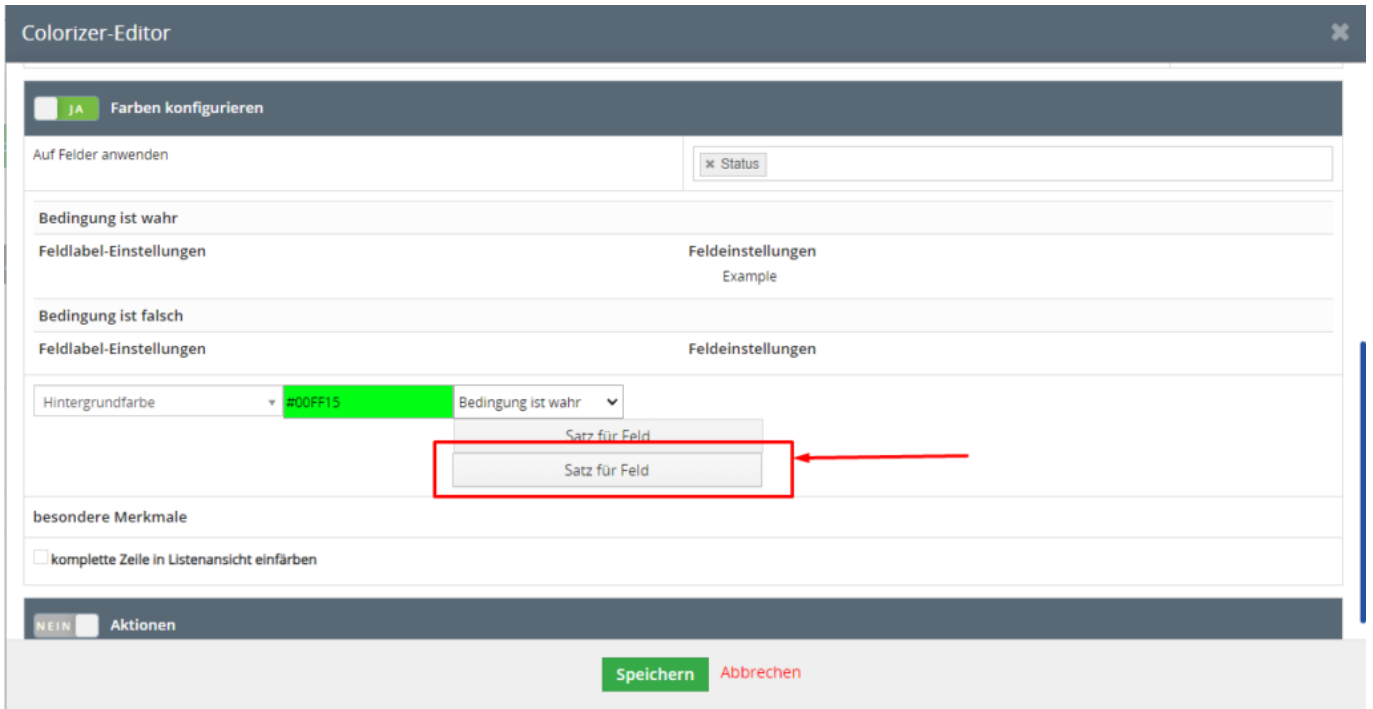 Colorizer-Editor
JA Farben konfigurieren
Auf Felder anwenden
Status
Bedingung ist wahr
Feldlabel-Einstellungen Feldeinstellungen
Example
Bedingung ist falsch
Feldlabel-Einstellungen Feldeinstellungen
Hintergrundfarbe #00FF15 Bedingung ist wahr
Satz für Feld
Satz für Feld
besondere Merkmale
komplette Zeile in Listenansicht einfärben
NEIN Aktionen
Speichern Abbrechen